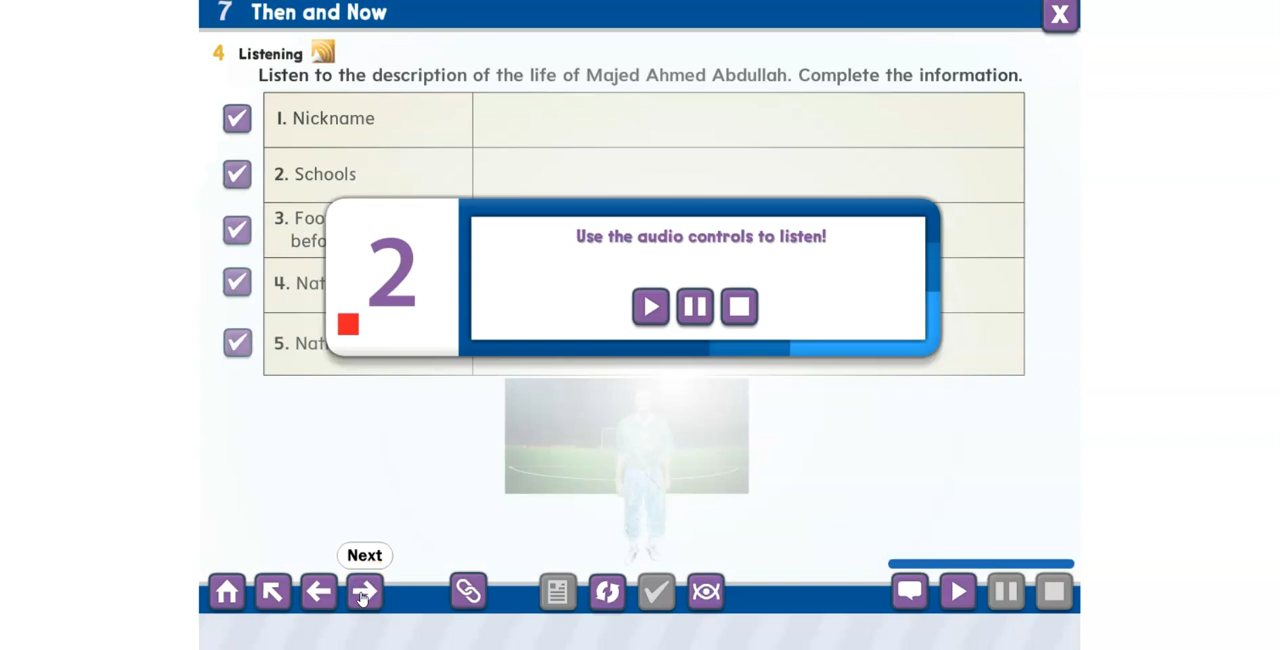 7 Then and Now
X
4 Listening
Listen to the description of the life of Majed Ahmed Abdullah. Complete the information.
1. Nickname
2. Schools
3. Foo
befo
4. Nat
5. Nat
2
Use the audio controls to listen!
Next